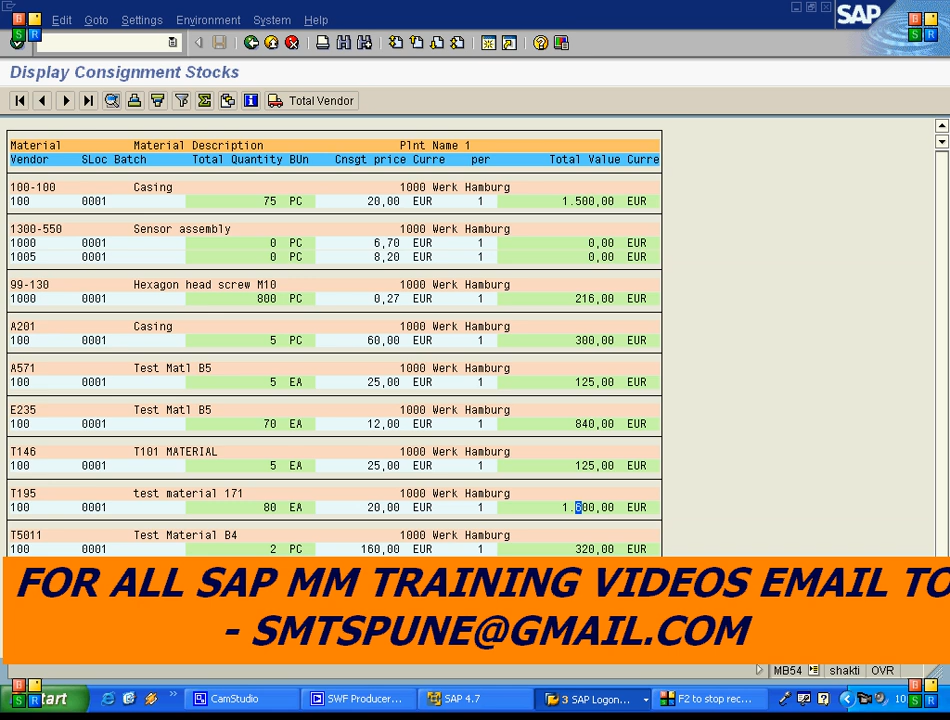 Edit Goto Settings Environment System Help
SAP
Display Consignment Stocks
Total Vendor
Material Material Description Plnt Name 1
Vendor SLoc Batch Total Quantity BUn Cnsgt price Curre per Total Value Curre
100-100 Casing 1000 Werk Hamburg
100 0001 75 PC 20,00 EUR 1 1.500,00 EUR
1300-550 Sensor assembly 1000 Werk Hamburg
1000 0001 0 PC 6,70 EUR 1 0,00 EUR
1005 0001 0 PC 8,20 EUR 1 0,00 EUR
99-130 Hexagon head screw M10 1000 Werk Hamburg
1000 0001 800 PC 0,27 EUR 1 216,00 EUR
A201 Casing 1000 Werk Hamburg
100 0001 5 PC 60,00 EUR 1 300,00 EUR
A571 Test Matl B5 1000 Werk Hamburg
100 0001 5 EA 25,00 EUR 1 125,00 EUR
E235 Test Matl B5 1000 Werk Hamburg
100 0001 70 EA 12,00 EUR 1 840,00 EUR
T146 T101 MATERIAL 1000 Werk Hamburg
100 0001 5 EA 25,00 EUR 1 125,00 EUR
T195 test material 171 1000 Werk Hamburg
100 0001 80 EA 20,00 EUR 1 1.600,00 EUR
T5011 Test Material B4 1000 Werk Hamburg
100 0001 2 PC 160,00 EUR 1 320,00 EUR
FOR ALL SAP MM TRAINING VIDEOS EMAIL TO
- SMTSPUNE@GMAIL.COM
MB54 shakti OVR
start CamStudio SWF Producer... SAP 4.7 3 SAP Logon... F2 to stop rec... 10
B S R
B S R
B S R
B S R